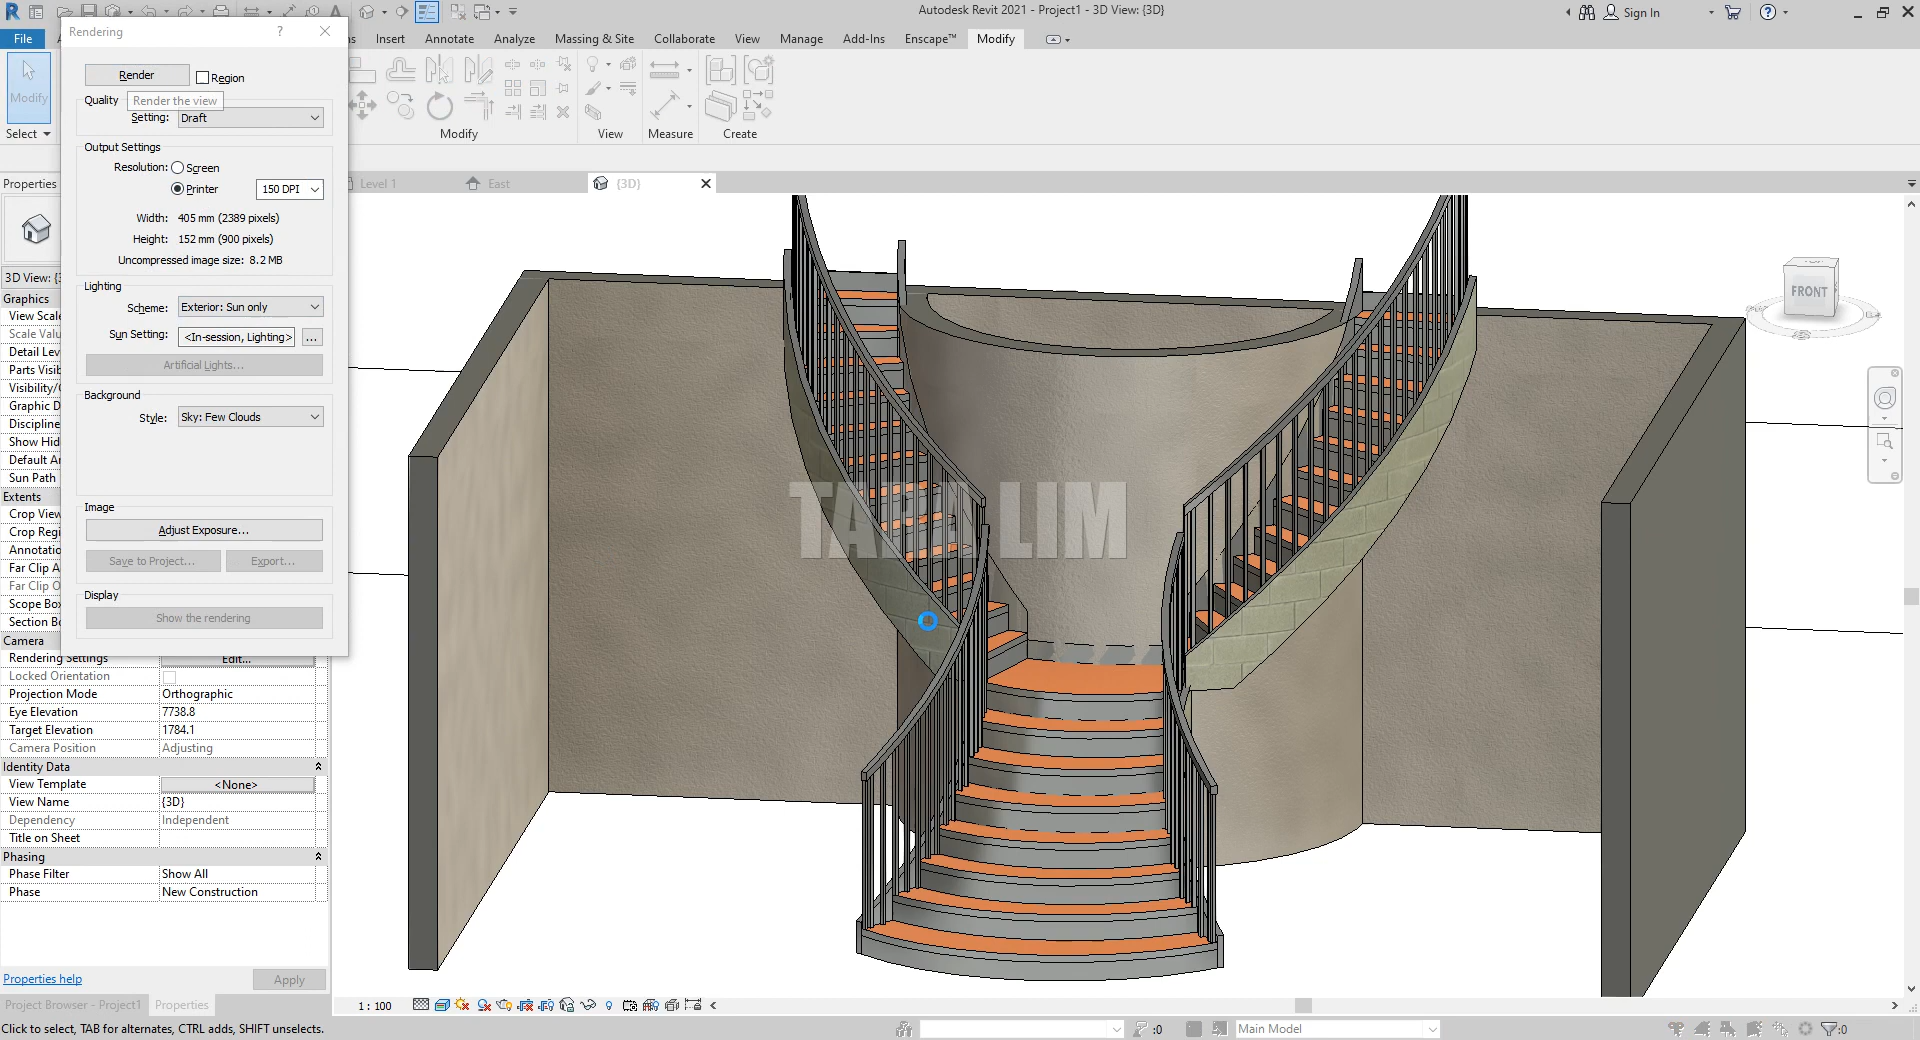 Autodesk Revit 2021 - Project1 - 3D View: {3D}
Sign In
Rendering
?
File
Insert
Annotate
Analyze
Massing & Site
Collaborate
View
Manage
Add-Ins
Enscape™
Modify
Render
Region
Modify
Quality
Render the view
Setting:
Draft
Select
Modify
View
Measure
Create
Output Settings
Resolution:
Screen
Printer
150 DPI
Properties
Level 1
East
{3D}
Width:
405 mm (2389 pixels)
Height:
152 mm (900 pixels)
Uncompressed image size: 8.2 MB
3D View: {3
Lighting
Scheme:
Exterior: Sun only
Sun Setting:
<In-session, Lighting>
...
Artificial Lights...
Background
Style:
Sky: Few Clouds
Image
Adjust Exposure...
Save to Project...
Export...
Display
Show the rendering
Graphics
View Scale
Scale Valu
Detail Lev
Parts Visib
Visibility/
Graphic D
Discipline
Show Hid
Default A
Sun Path
Extents
Crop View
Crop Regi
Annotatio
Far Clip A
Far Clip O
Scope Box
Section Bo
Camera
Rendering Settings
Edit...
Locked Orientation
Projection Mode
Orthographic
Eye Elevation
7738.8
Target Elevation
1784.1
Camera Position
Adjusting
Identity Data
View Template
<None>
View Name
{3D}
Dependency
Independent
Title on Sheet
Phasing
Phase Filter
Show All
Phase
New Construction
Properties help
Apply
Project Browser - Project1
Properties
FRONT
LIM
1 : 100
Click to select, TAB for alternates, CTRL adds, SHIFT unselects.
:0
Main Model
:0